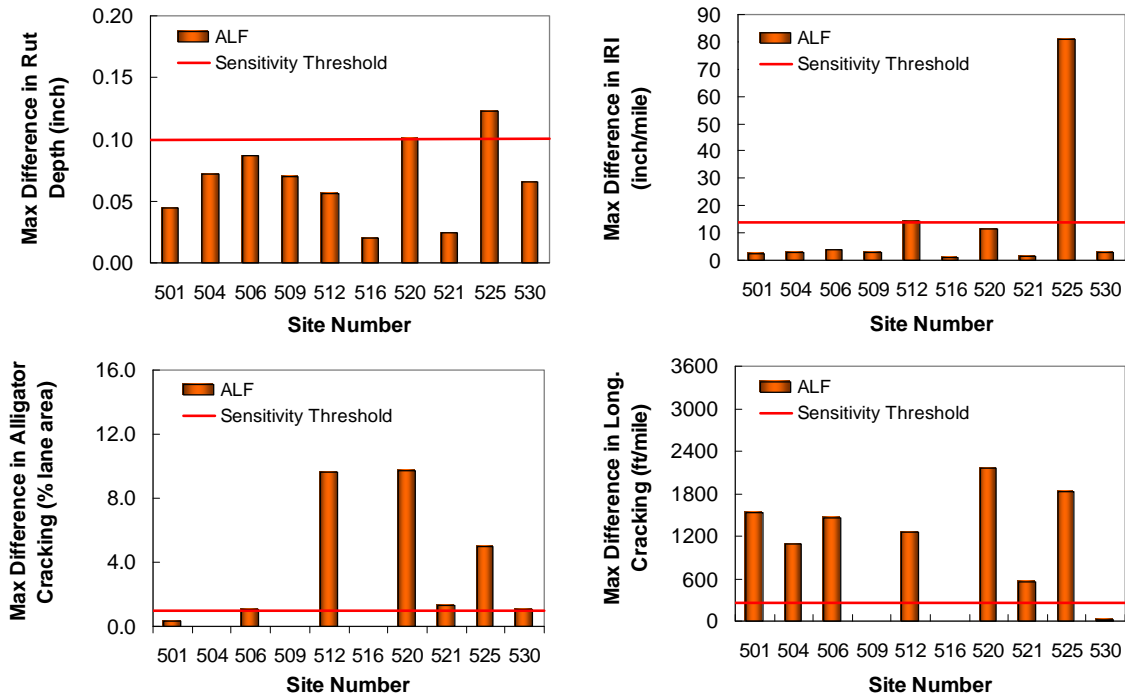 Max Difference in Rut
Depth (inch)
0.20
0.15
0.10
0.05
0.00
ALF
Sensitivity Threshold
501 504 506 509 512 516 520 521 525 530
Site Number
Max Difference in IRI
(inch/mile)
90
80
70
60
50
40
30
20
10
0
ALF
Sensitivity Threshold
501 504 506 509 512 516 520 521 525 530
Site Number
Max Difference in Alligator
Cracking (% lane area)
16.0
12.0
8.0
4.0
0.0
ALF
Sensitivity Threshold
501 504 506 509 512 516 520 521 525 530
Site Number
Max Difference in Long.
Cracking (ft/mile)
3600
3000
2400
1800
1200
600
0
ALF
Sensitivity Threshold
501 504 506 509 512 516 520 521 525 530
Site Number